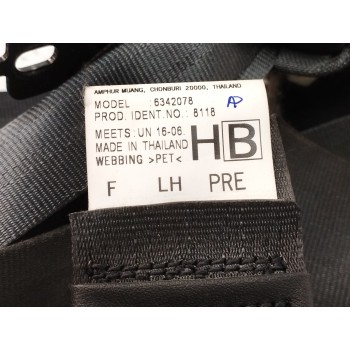 AMPHUR MUANG, CHONBURI 20000, THAILAND
MODEL :6342078
PROD. IDENT.NO.: 8118
MEETS: UN 16-06
MADE IN THAILAND
WEBBING >PET<
HB
F LH PRE